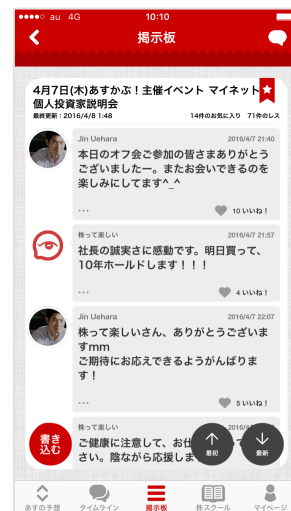 au 4G 10:10
掲示板
4月7日(木)あすかぶ！主催イベント マイネット
個人投資家説明会
最終更新：2016/4/8 1:48 14件のお気に入り 71件のレス
Jin Uehara 2016/4/7 21:40
本日のオフ会ご参加の皆さまありがとう
ございましたー。またお会いできるのを
楽しみにしてます^_^
... 10 いいね！
株って楽しい 2016/4/7 21:57
社長の誠実さに感動です。明日買って、
10年ホールドします！！！
... 4 いいね！
Jin Uehara 2016/4/7 22:07
株って楽しいさん、ありがとうございま
すmm
ご期待にお応えできるようがんばりま
す！
... 5 いいね！
株って楽しい 2016/4
ご健康に注意して、お仕
さい。陰ながら応援しま
書き
込む
最初
最新
あすの予想 タイムライン 掲示板 株スクール マイページ